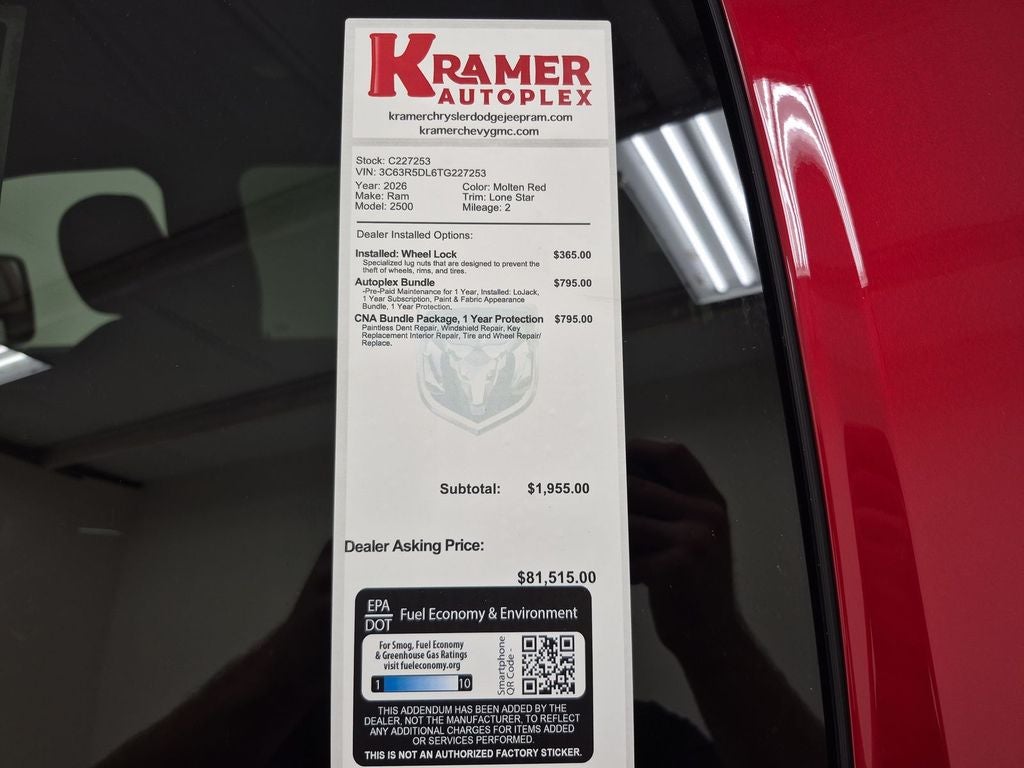 KRAMER
AUTOPLEX
kramerchryslerdodgejeepram.com
kramerchevygmc.com
Stock: C227253
VIN: 3C63R5DL6TG227253
Year: 2026 Color: Molten Red
Make: Ram Trim: Lone Star
Model: 2500 Mileage: 2
Dealer Installed Options:
Installed: Wheel Lock $365.00
Specialized lug nuts that are designed to prevent the
theft of wheels, rims, and tires.
Autoplex Bundle $795.00
-Pre-Paid Maintenance for 1 Year, Installed: LoJack,
1 Year Subscription, Paint & Fabric Appearance
Bundle, 1 Year Protection.
CNA Bundle Package, 1 Year Protection $795.00
Paintless Dent Repair, Windshield Repair, Key
Replacement Interior Repair, Tire and Wheel Repair/
Replace.
Subtotal: $1,955.00
Dealer Asking Price:
$81,515.00
EPA
DOT Fuel Economy & Environment
For Smog, Fuel Economy
& Greenhouse Gas Ratings
visit fueleconomy.org
1 10
Smartphone
QR Code -
THIS ADDENDUM HAS BEEN ADDED BY THE
DEALER, NOT THE MANUFACTURER, TO REFLECT
ANY ADDITIONAL CHARGES FOR ITEMS ADDED
OR SERVICES PERFORMED.
THIS IS NOT AN AUTHORIZED FACTORY STICKER.